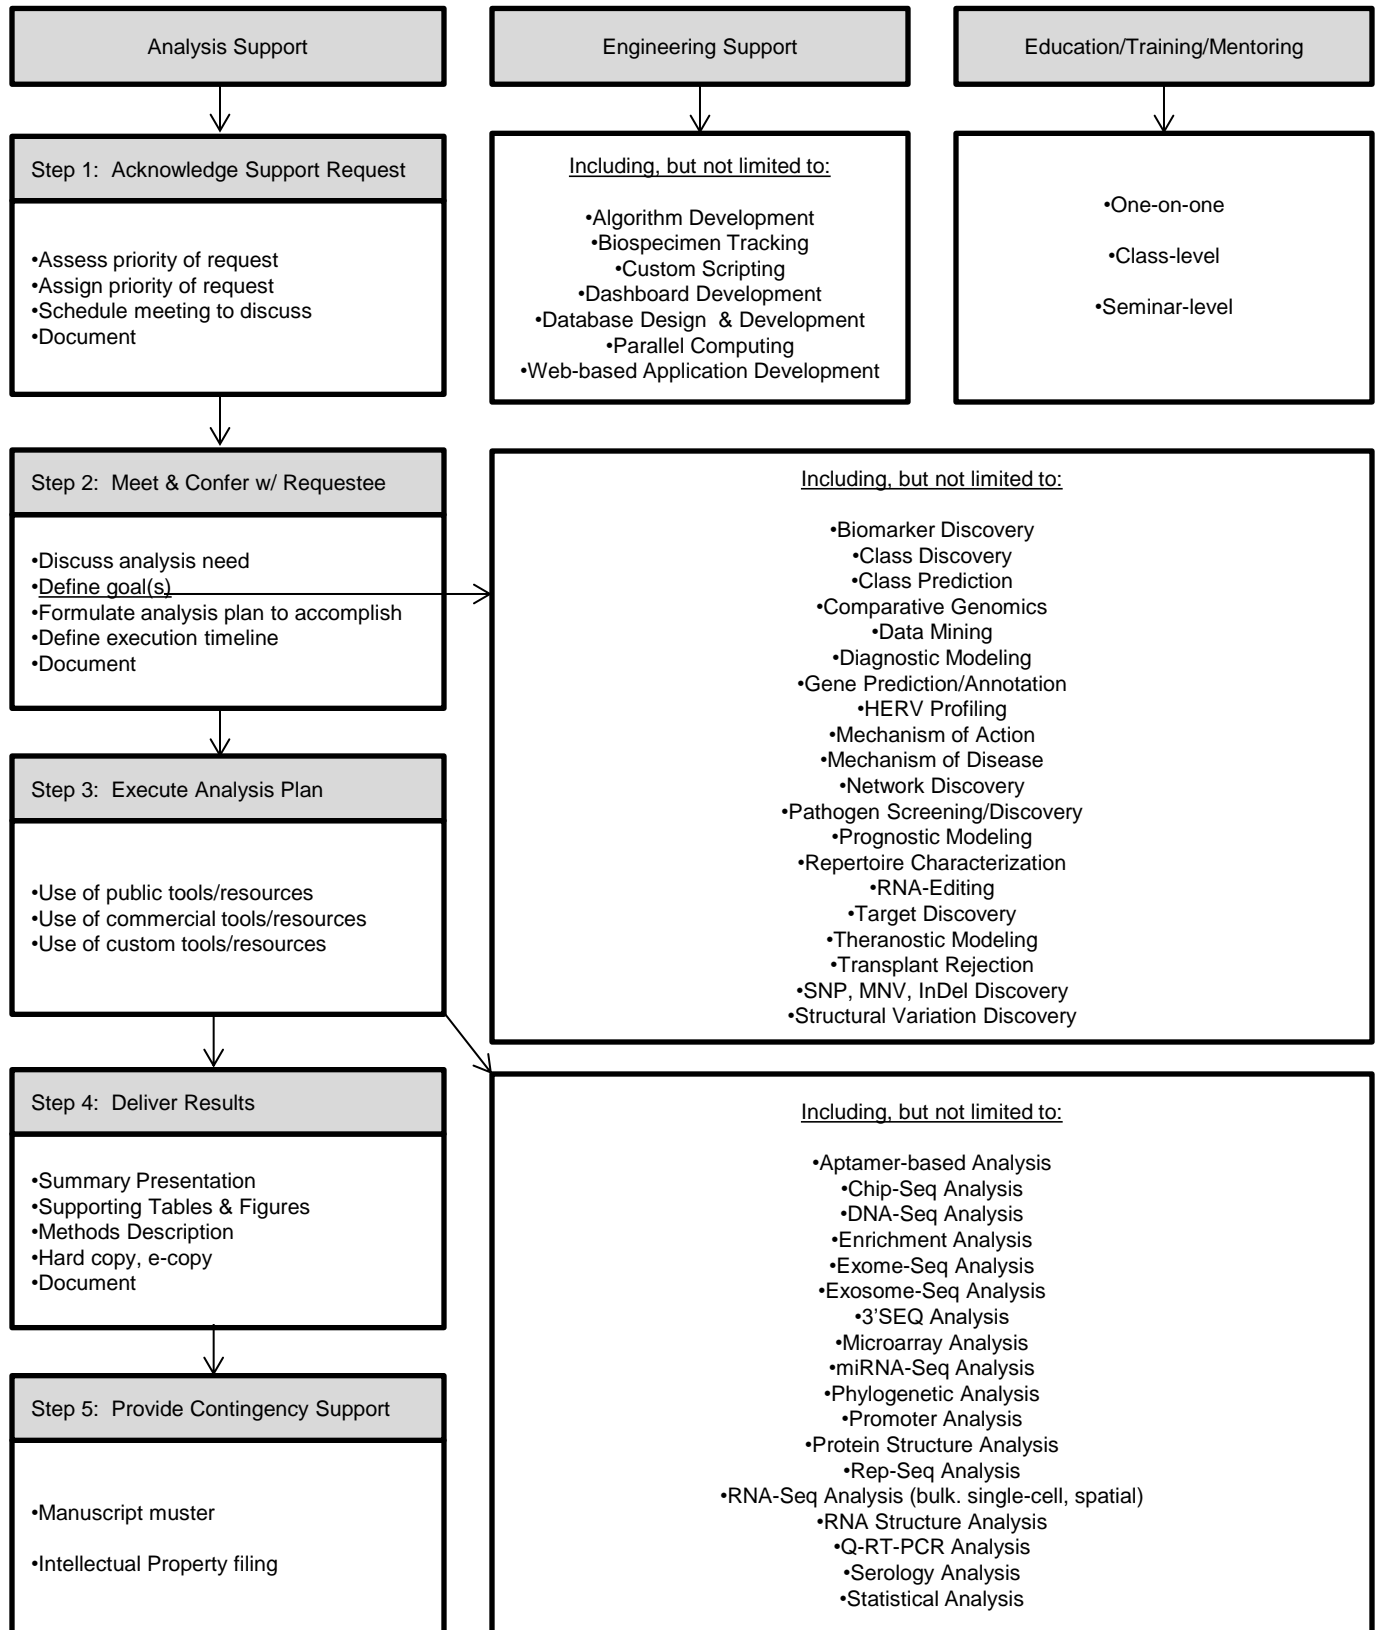 Analysis Support
Engineering Support
Education/Training/Mentoring
Step 1:  Acknowledge Support Request
•Assess priority of request
•Assign priority of request
•Schedule meeting to discuss
•Document
Including, but not limited to:
•Algorithm Development
•Biospecimen Tracking
•Custom Scripting
•Dashboard Development
•Database Design  & Development
•Parallel Computing
•Web-based Application Development
•One-on-one
•Class-level
•Seminar-level
Step 2:  Meet & Confer w/ Requestee
•Discuss analysis need
•Define goal(s)
•Formulate analysis plan to accomplish
•Define execution timeline
•Document
Including, but not limited to:
•Biomarker Discovery
•Class Discovery
•Class Prediction
•Comparative Genomics
•Data Mining
•Diagnostic Modeling
•Gene Prediction/Annotation
•HERV Profiling
•Mechanism of Action
•Mechanism of Disease
•Network Discovery
•Pathogen Screening/Discovery
•Prognostic Modeling
•Repertoire Characterization
•RNA-Editing
•Target Discovery
•Theranostic Modeling
•Transplant Rejection
•SNP, MNV, InDel Discovery
•Structural Variation Discovery
Step 3:  Execute Analysis Plan
•Use of public tools/resources
•Use of commercial tools/resources
•Use of custom tools/resources
Step 4:  Deliver Results
•Summary Presentation
•Supporting Tables & Figures
•Methods Description
•Hard copy, e-copy
•Document
Including, but not limited to:
•Aptamer-based Analysis
•Chip-Seq Analysis
•DNA-Seq Analysis
•Enrichment Analysis
•Exome-Seq Analysis
•Exosome-Seq Analysis
•3’SEQ Analysis
•Microarray Analysis
•miRNA-Seq Analysis
•Phylogenetic Analysis
•Promoter Analysis
•Protein Structure Analysis
•Rep-Seq Analysis
•RNA-Seq Analysis (bulk. single-cell, spatial)
•RNA Structure Analysis
•Q-RT-PCR Analysis
•Serology Analysis
•Statistical Analysis
Step 5:  Provide Contingency Support
•Manuscript muster
•Intellectual Property filing